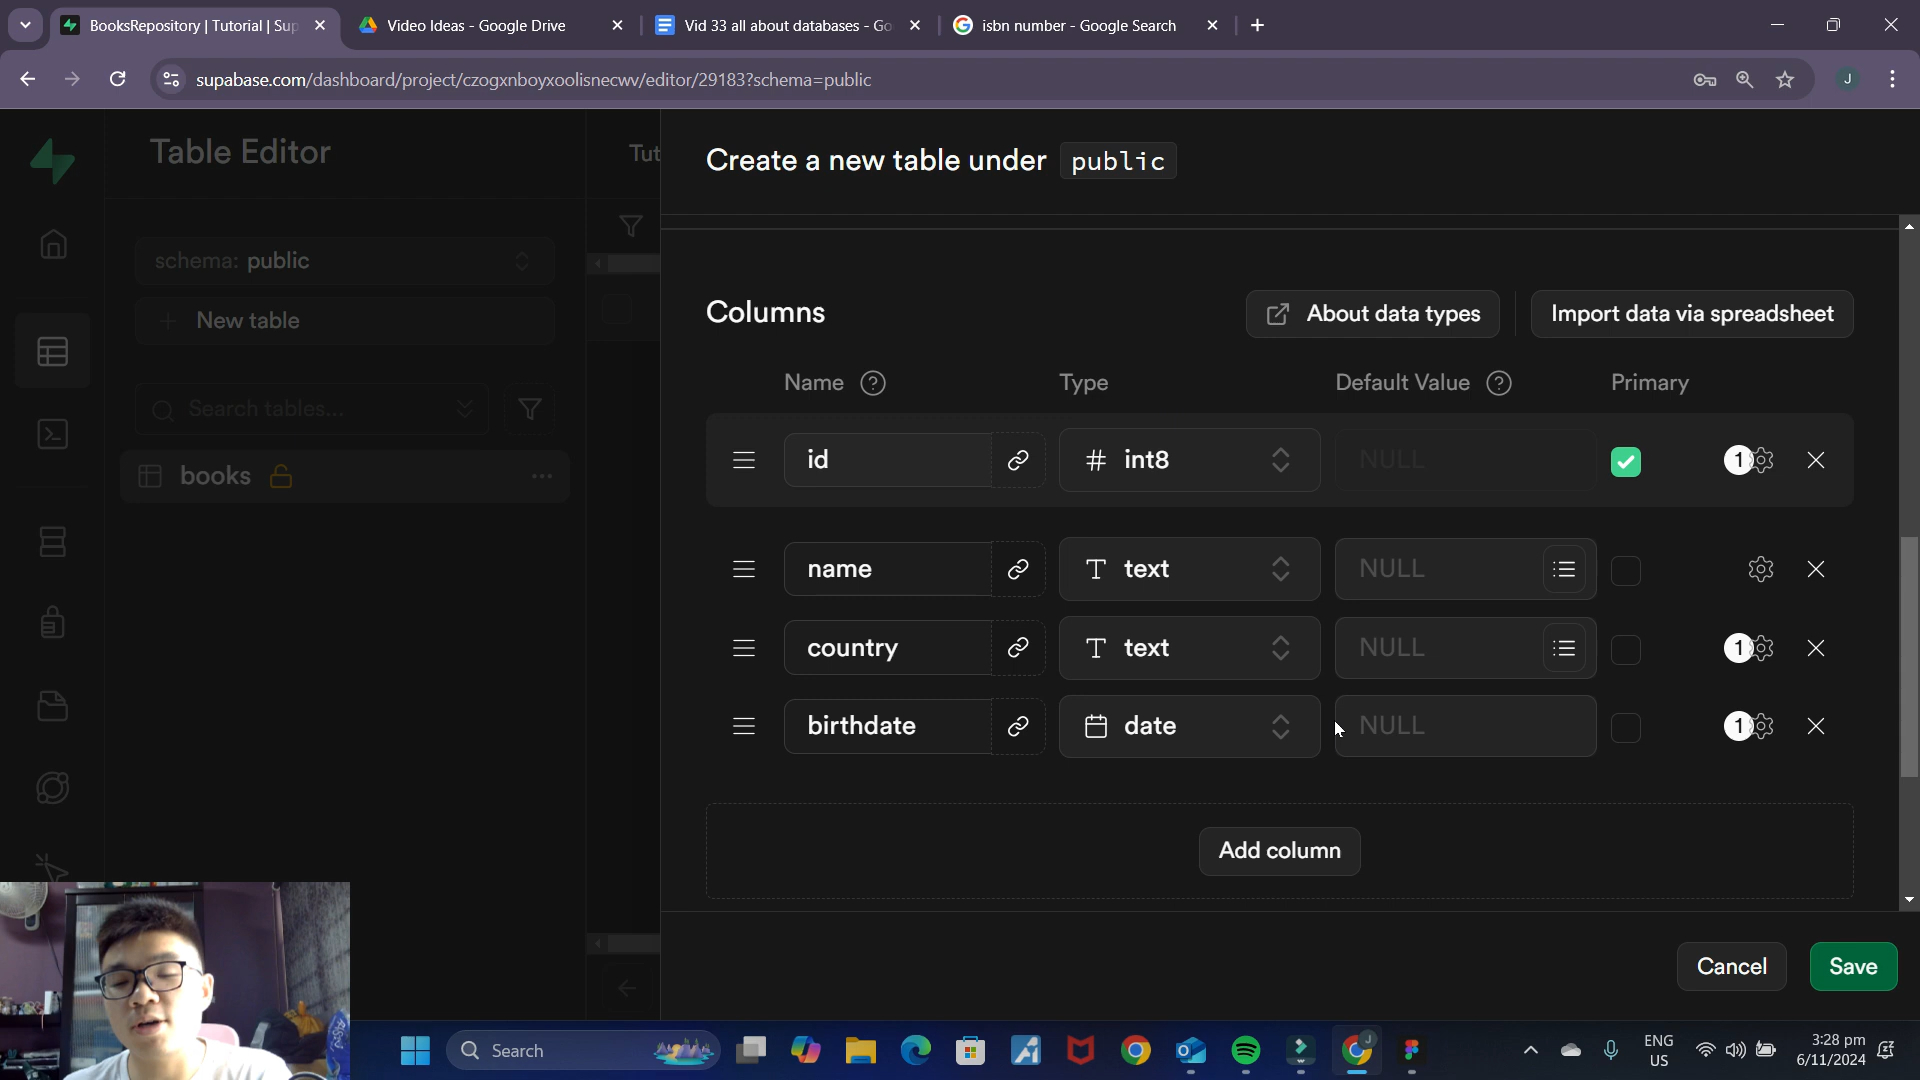 BooksRepository | Tutorial | Sup
Video Ideas - Google Drive
Vid 33 all about databases - Go
isbn number - Google Search
supabase.com/dashboard/project/czogxnboyxoolisnecwv/editor/29183?schema=public
J
Table Editor
Tut
Create a new table under public
schema: public
New table
Search tables...
books
Columns
About data types
Import data via spreadsheet
Name
Type
Default Value
Primary
id
int8
NULL
1
name
text
NULL
country
text
NULL
1
birthdate
date
NULL
1
Add column
Cancel
Save
Search
ENG
US
3:28 pm
6/11/2024